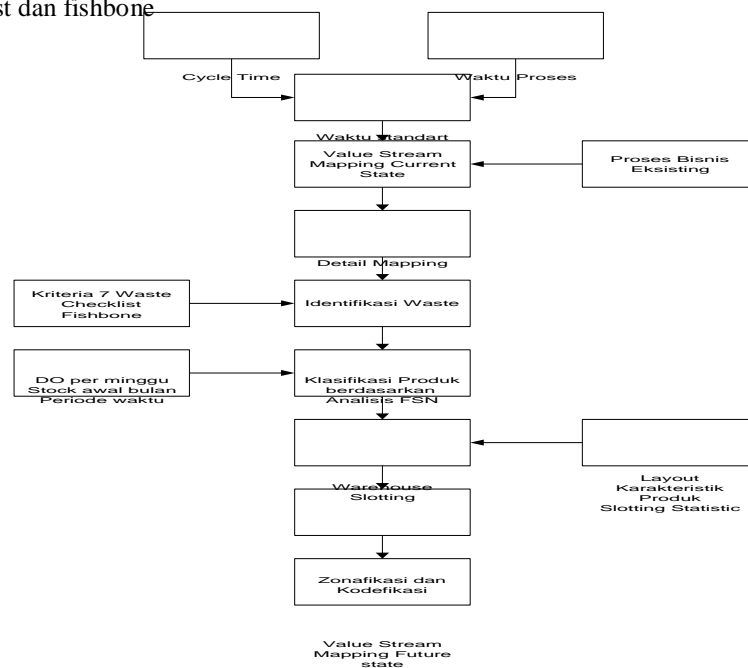 st dan fishbone
Cycle Time
Waktu Proses
Waktu Standart
Value Stream
Mapping Current
State
Proses Bisnis
Eksisting
Detail Mapping
Kriteria 7 Waste
Checklist
Fishbone
Identifikasi Waste
DO per minggu
Stock awal bulan
Periode waktu
Klasifikasi Produk
berdasarkan
Analisis FSN
Warehouse
Slotting
Layout
Karakteristik
Produk
Slotting Statistic
Zonafikasi dan
Kodefikasi
Value Stream
Mapping Future
state